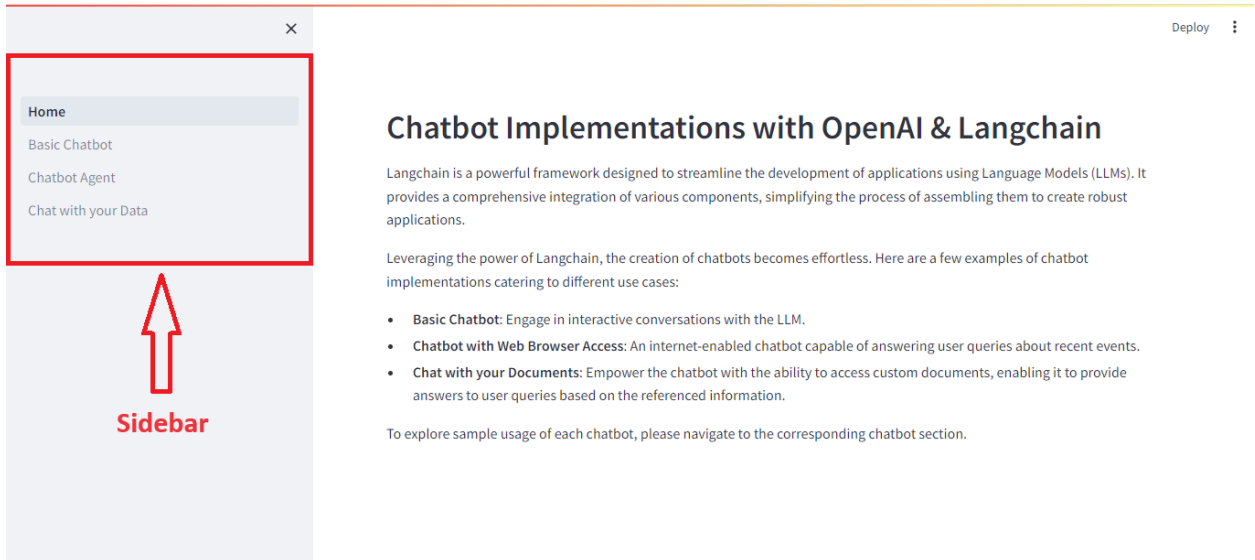 Deploy
Home
Basic Chatbot
Chatbot Agent
Chat with your Data
Sidebar
Chatbot Implementations with OpenAI & Langchain
Langchain is a powerful framework designed to streamline the development of applications using Language Models (LLMs). It
provides a comprehensive integration of various components, simplifying the process of assembling them to create robust
applications.
Leveraging the power of Langchain, the creation of chatbots becomes effortless. Here are a few examples of chatbot
implementations catering to different use cases:
• Basic Chatbot: Engage in interactive conversations with the LLM.
• Chatbot with Web Browser Access: An internet-enabled chatbot capable of answering user queries about recent events.
• Chat with your Documents: Empower the chatbot with the ability to access custom documents, enabling it to provide
answers to user queries based on the referenced information.
To explore sample usage of each chatbot, please navigate to the corresponding chatbot section.